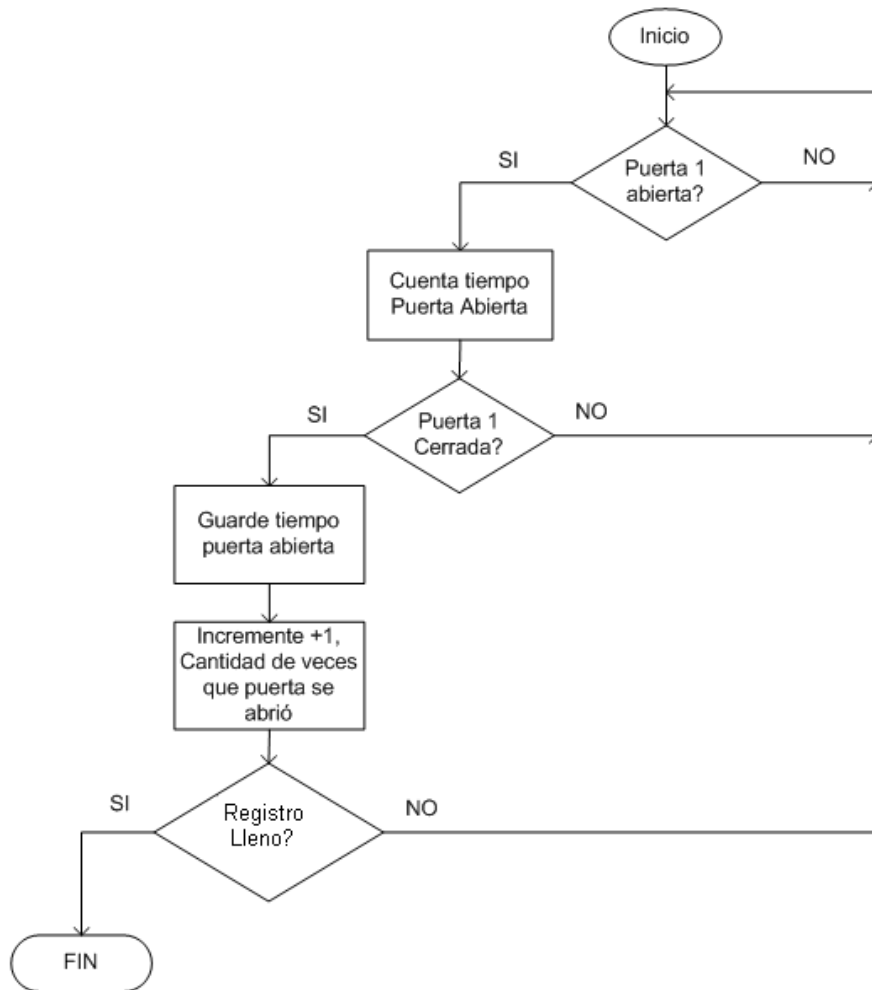 Inicio
SI
Puerta 1
abierta?
NO
Cuenta tiempo
Puerta Abierta
SI
Puerta 1
Cerrada?
NO
Guarde tiempo
puerta abierta
Incremente +1,
Cantidad de veces
que puerta se
abrió
SI
Registro
Lleno?
NO
FIN